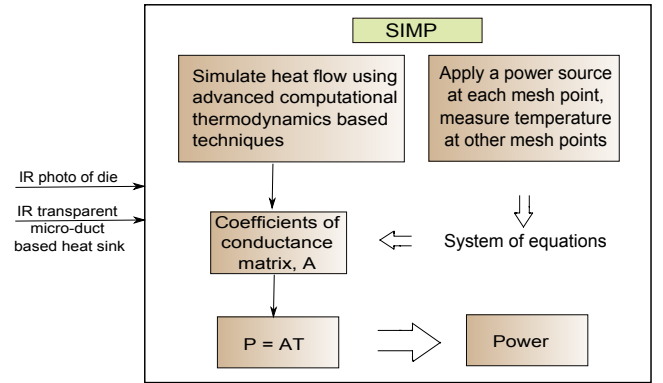 SIMP
Simulate heat flow using
advanced computational
thermodynamics based
techniques
Apply a power source
at each mesh point,
measure temperature
at other mesh points
IR photo of die
IR transparent
micro-duct
based heat sink
Coefficients of
conductance
matrix, A
System of equations
P = AT
Power